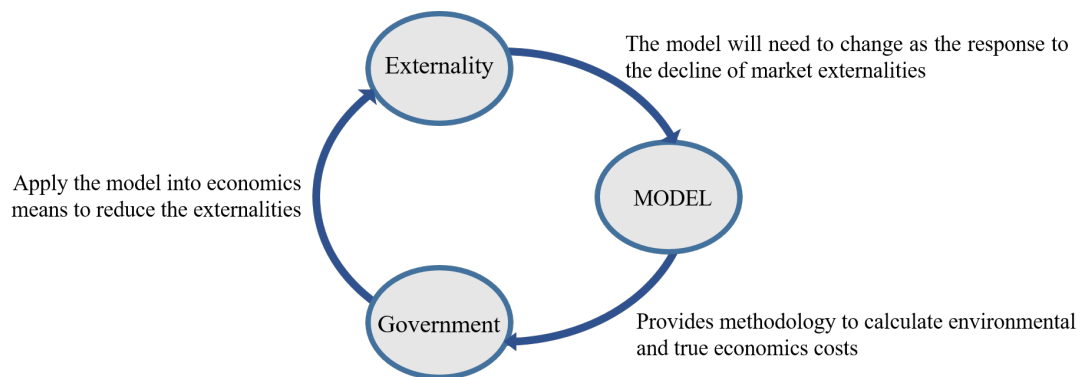 Externality
The model will need to change as the response to
the decline of market externalities
MODEL
Apply the model into economics
means to reduce the externalities
Government
Provides methodology to calculate environmental
and true economics costs